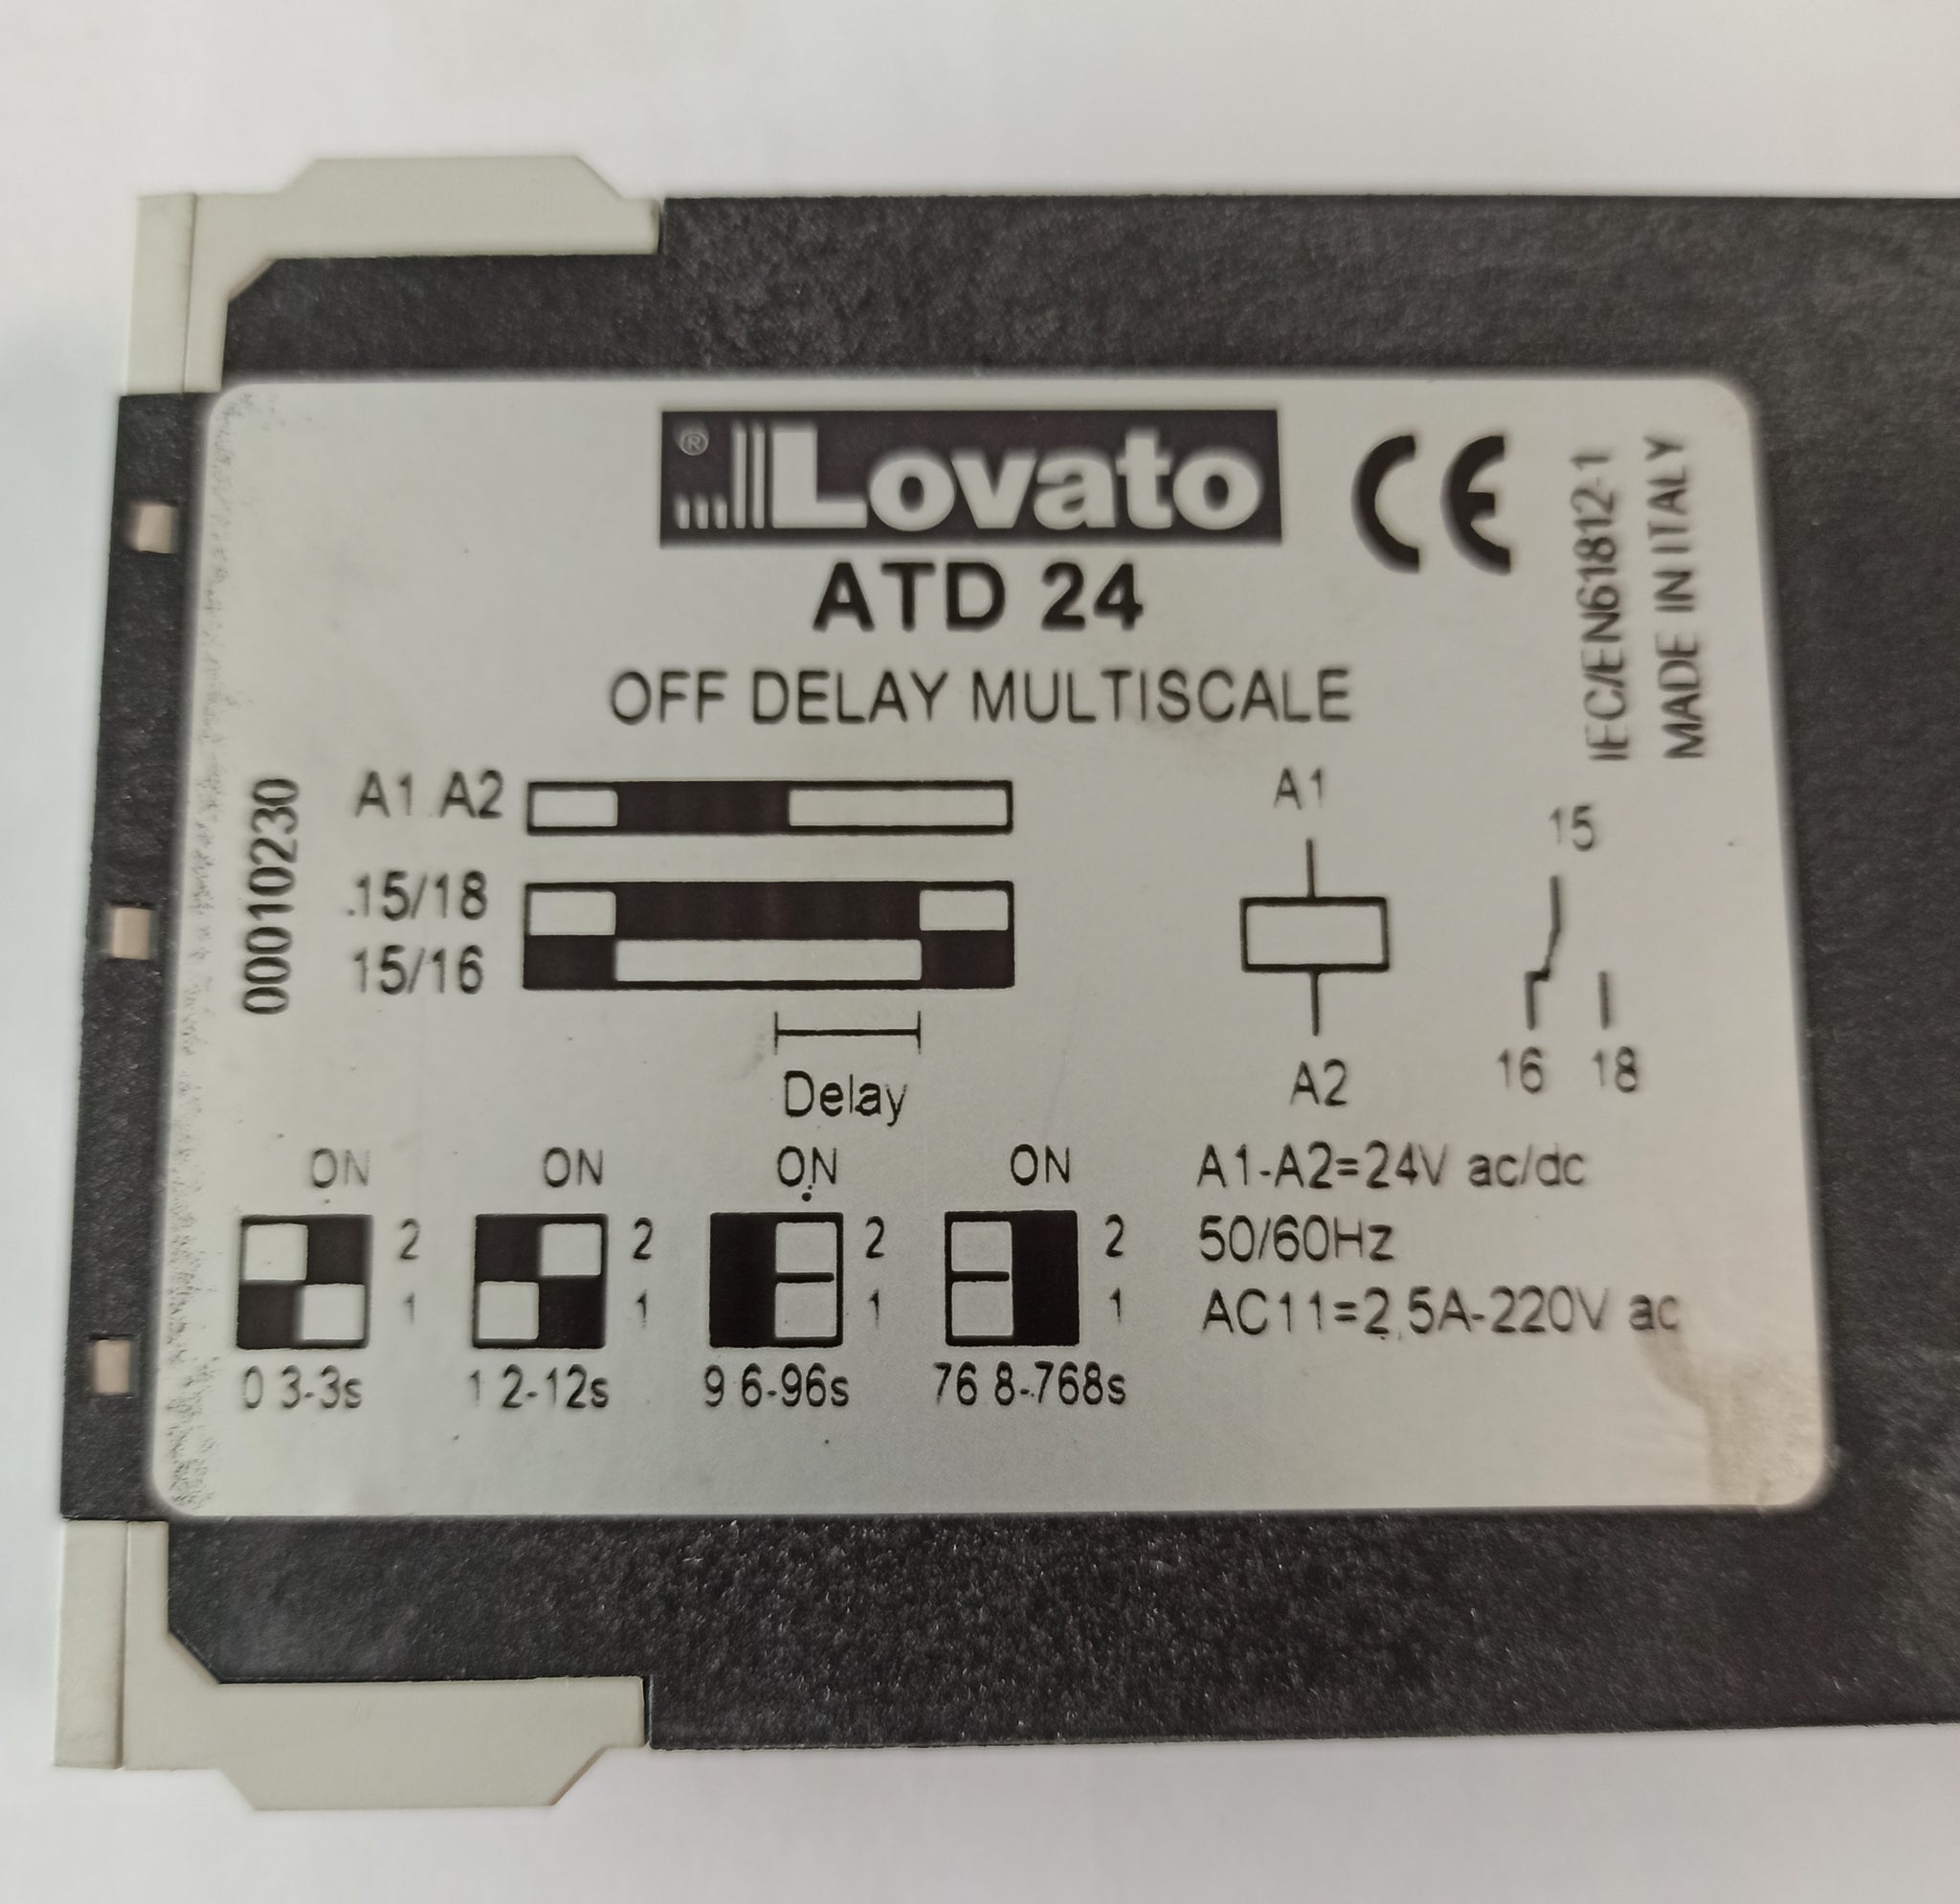 ® Lovato
CE
ATD 24
OFF DELAY MULTISCALE
IEC/EN61812-1
MADE IN ITALY
00010230
A1 A2
15/18
15/16
Delay
A1
A2
15
16 18
ON ON ON ON
2 2 2 2
1 1 1 1
0 3-3s 1 2-12s 9 6-96s 76 8-768s
A1-A2=24V ac/dc
50/60Hz
AC11=2.5A-220V ac